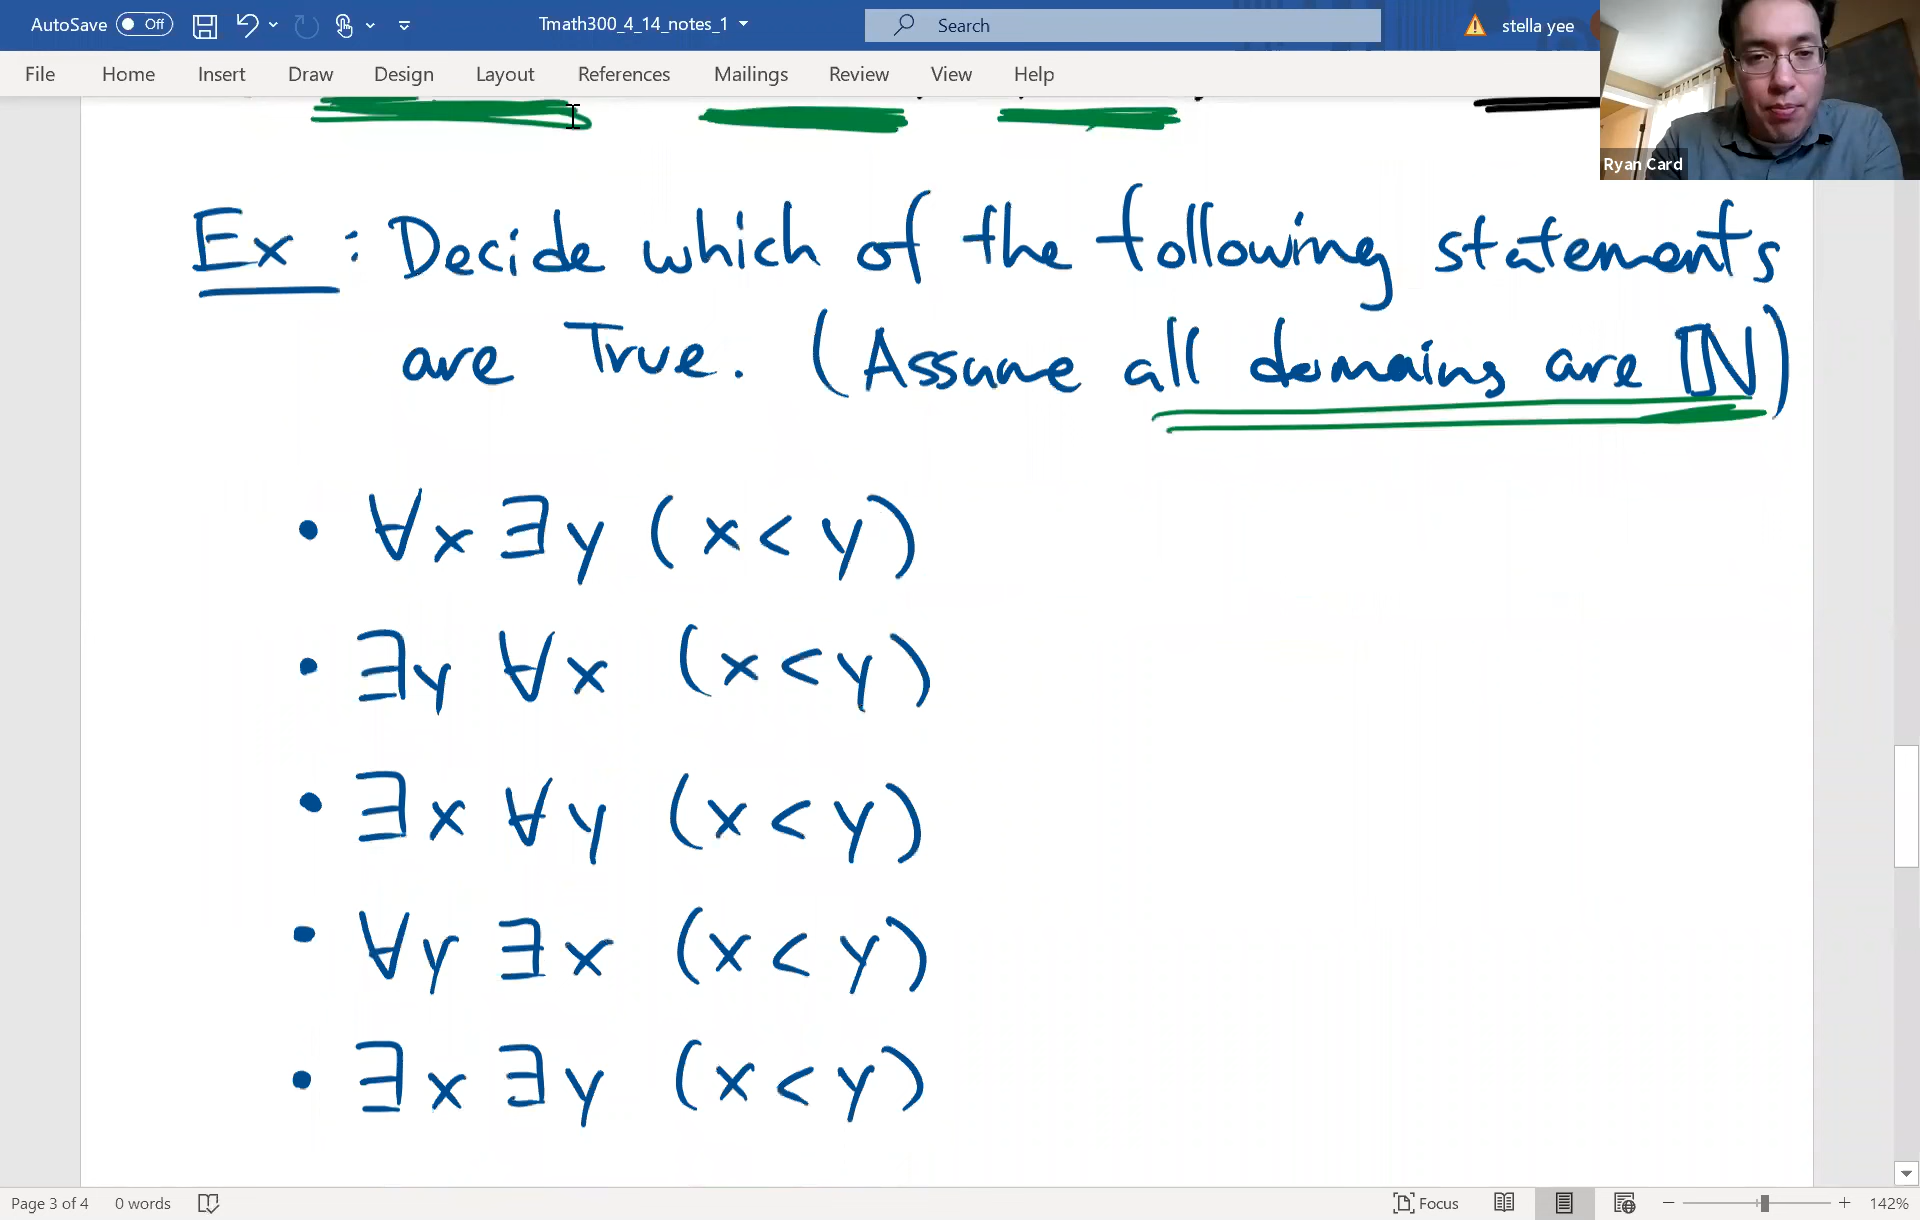 AutoSave Off Tmath300_4_14_notes_1 Search stella yee
File Home Insert Draw Design Layout References Mailings Review View Help
Ryan Card
Ex: Decide which of the following statements
are True. (Assume all domains are ℕ)
• ∀x ∃y (x < y)
• ∃y ∀x (x < y)
• ∃x ∀y (x < y)
• ∀y ∃x (x < y)
• ∃x ∃y (x < y)
Page 3 of 4 0 words Focus 142%